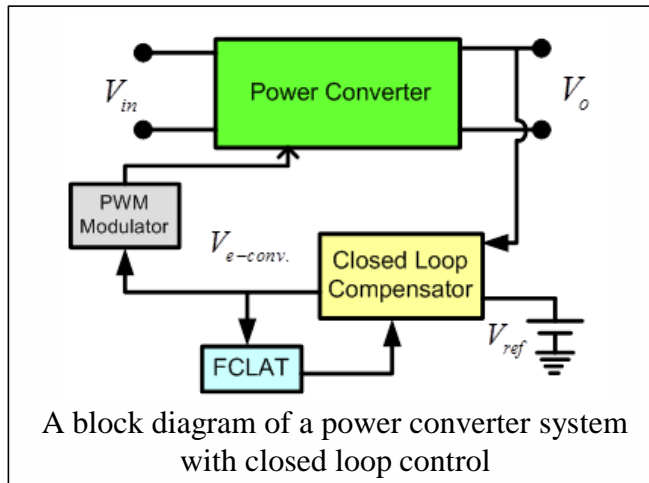 Power Converter
V_in
V_o
PWM
Modulator
V_e-conv.
Closed Loop
Compensator
V_ref
FCLAT
A block diagram of a power converter system
with closed loop control